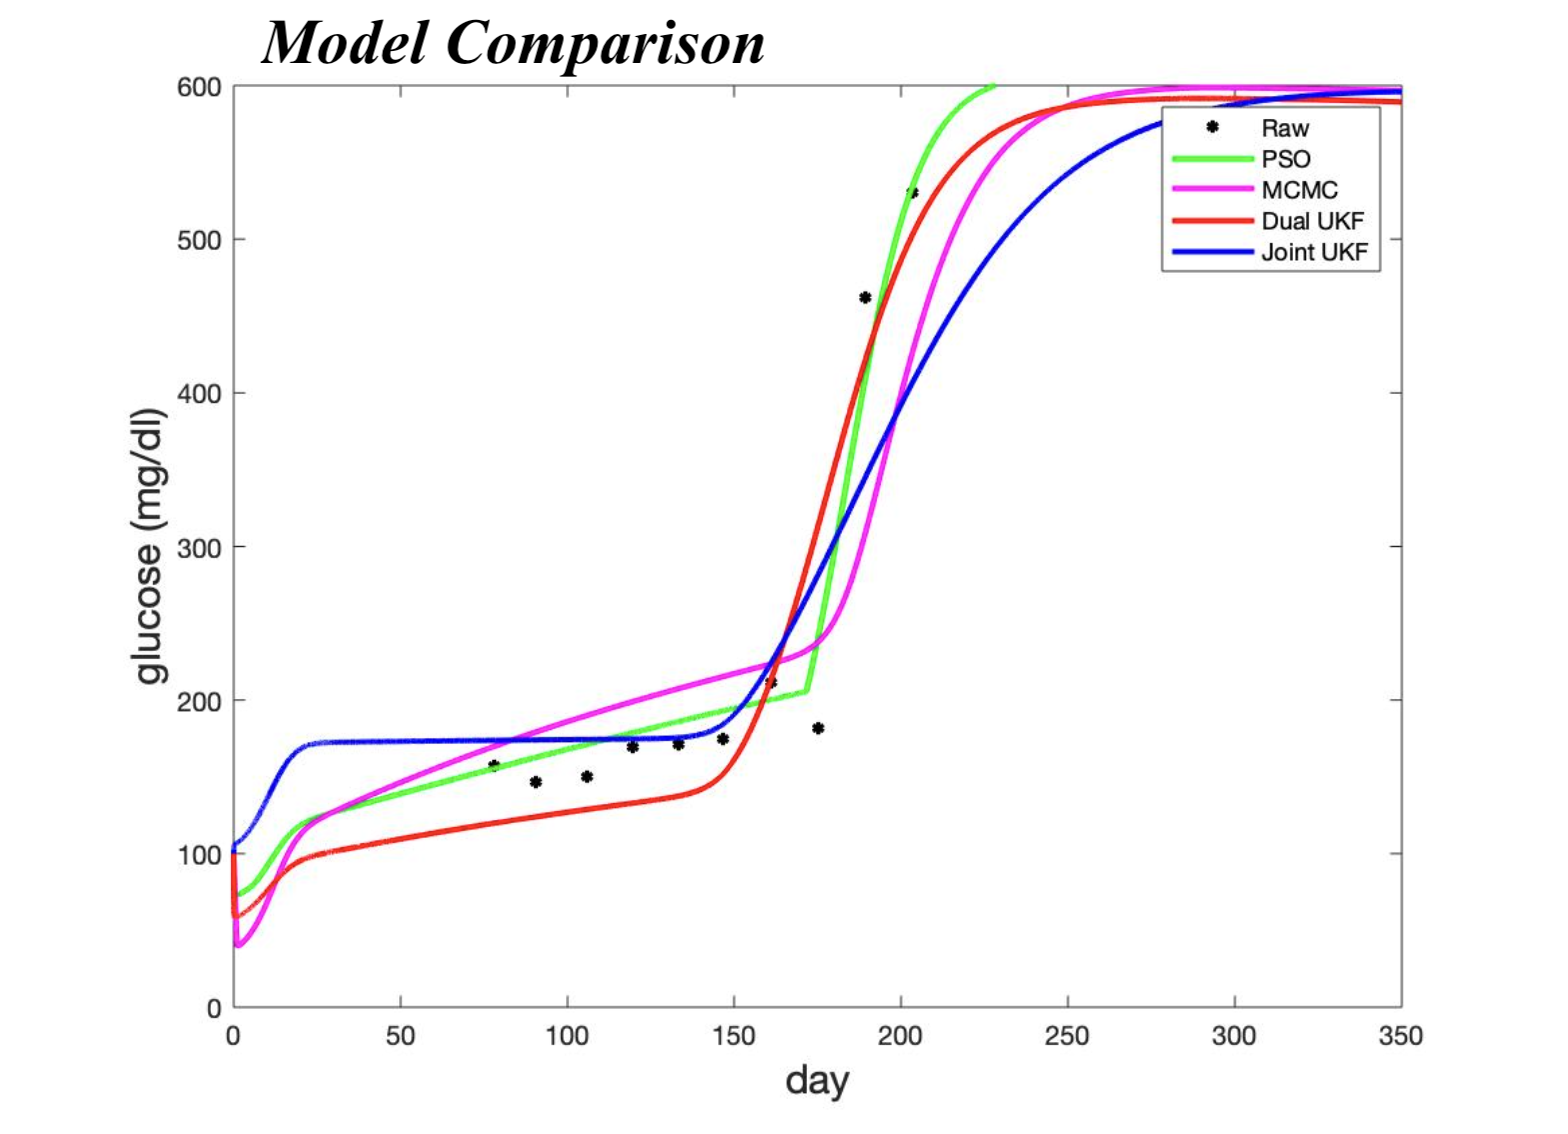 Model Comparison
600
500
400
300
200
100
0
glucose (mg/dl)
0 50 100 150 200 250 300 350
day
Raw
PSO
MCMC
Dual UKF
Joint UKF